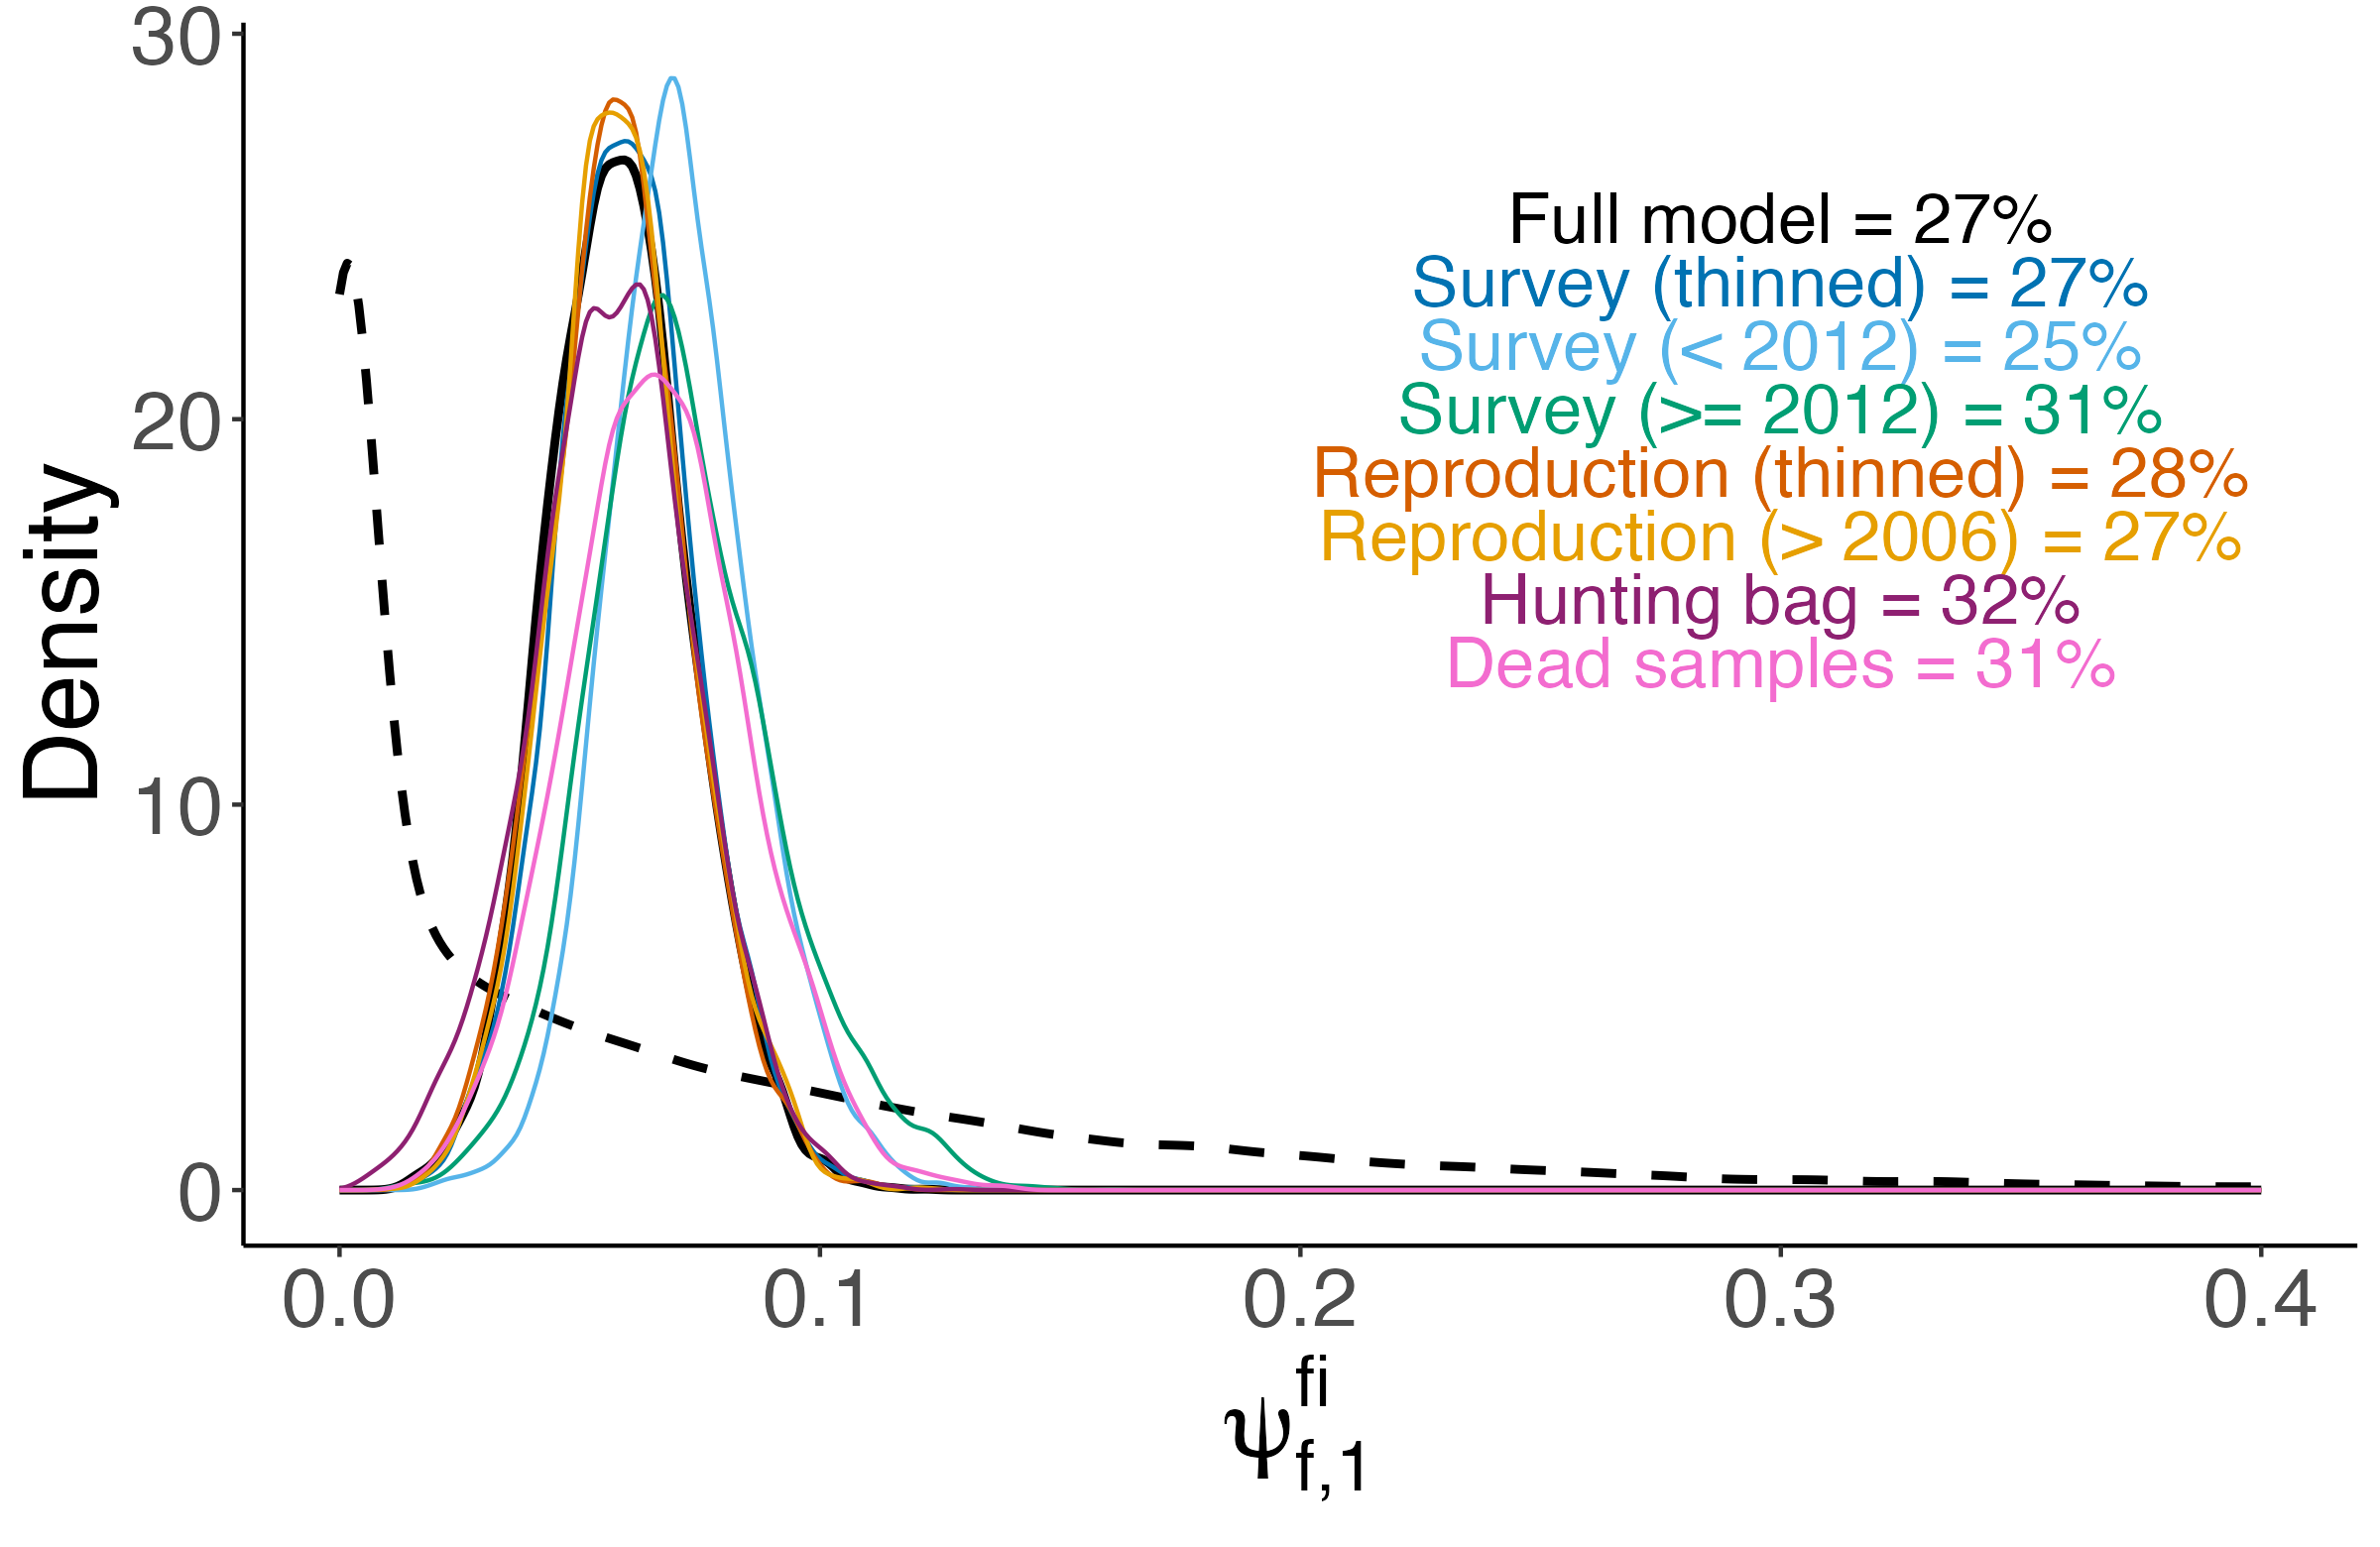 30
20
10
0
Density
Full model = 27%
Survey (thinned) = 27%
Survey (< 2012) = 25%
Survey (>= 2012) = 31%
Reproduction (thinned) = 28%
Reproduction (> 2006) = 27%
Hunting bag = 32%
Dead samples = 31%
0.0 0.1 0.2 0.3 0.4
ψ fi f,1